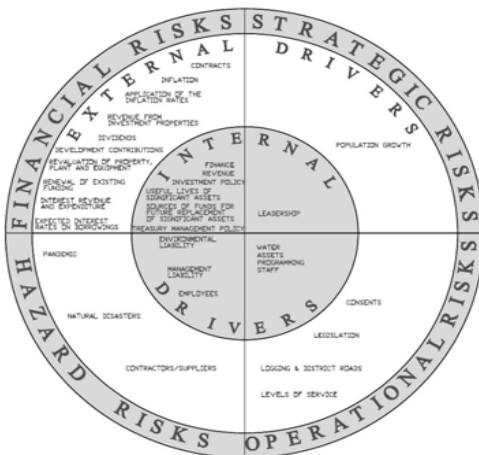 FINANCIAL RISKS
STRATEGIC RISKS
EXTERNAL DRIVERS
CONTRACTS
INFLATION
APPLICATION OF THE
INFLATION RATES
REVENUE FROM
INVESTMENT PROPERTIES
DIVIDENDS
DEVELOPMENT CONTRIBUTIONS
REVALUATION OF PROPERTY,
PLANT AND EQUIPMENT
RENEWAL OF EXISTING
FUNDING
INTEREST REVENUE
AND EXPENDITURE
EXPECTED INTEREST
RATES ON BORROWINGS
POPULATION GROWTH
INTERNAL
FINANCE
REVENUE
INVESTMENT POLICY
USEFUL LIVES OF
SIGNIFICANT ASSETS
SOURCES OF FUNDS FOR
FUTURE REPLACEMENT
OF SIGNIFICANT ASSETS
TREASURY MANAGEMENT POLICY
LEADERSHIP
ENVIRONMENTAL
LIABILITY
MANAGEMENT
LIABILITY
EMPLOYEES
WATER
ASSETS
PROGRAMMING
STAFF
DRIVERS
PANDEMIC
NATURAL DISASTERS
CONTRACTORS/SUPPLIERS
CONSENTS
LEGISLATION
LOGGING & DISTRICT ROADS
LEVELS OF SERVICE
HAZARD RISKS
OPERATIONAL RISKS